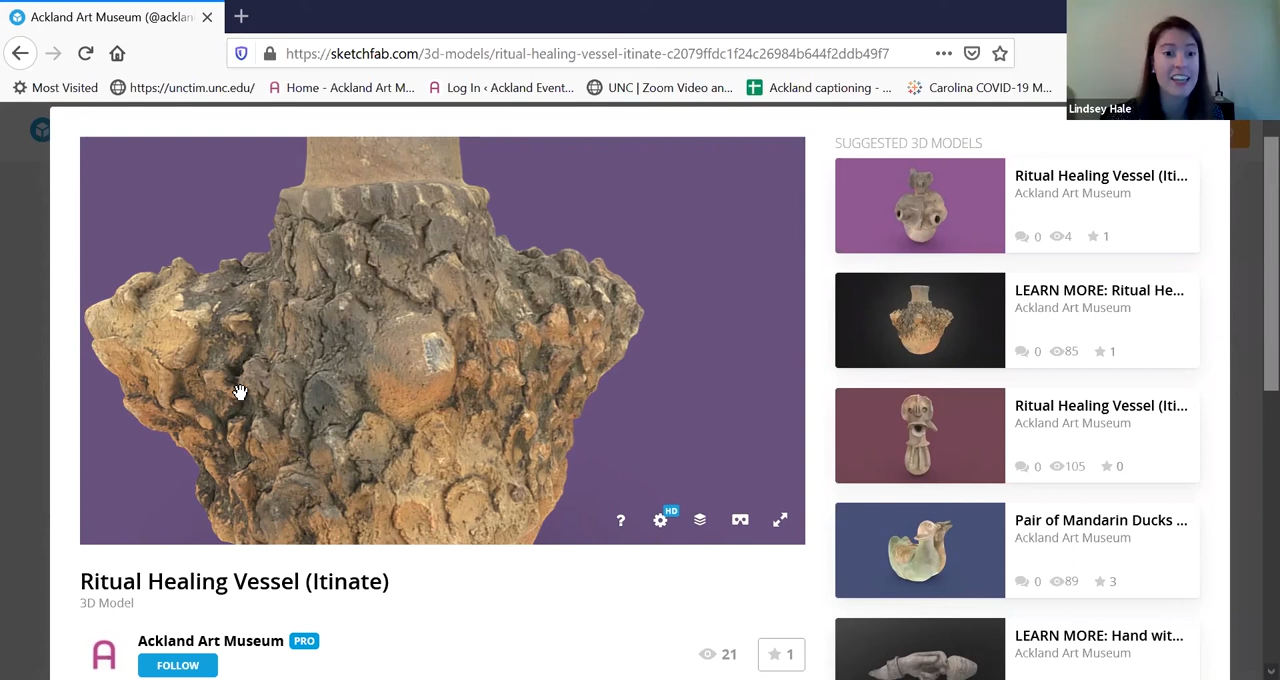 Ackland Art Museum (@acklan
https://sketchfab.com/3d-models/ritual-healing-vessel-itinate-c2079ffdc1f24c26984b644f2ddb49f7
Most Visited
https://unctim.unc.edu/
Home - Ackland Art M...
Log In ‹ Ackland Event...
UNC | Zoom Video an...
Ackland captioning - ...
Carolina COVID-19 M...
Lindsey Hale
SUGGESTED 3D MODELS
Ritual Healing Vessel (Iti...
Ackland Art Museum
0 4 1
LEARN MORE: Ritual He...
Ackland Art Museum
0 85 1
Ritual Healing Vessel (Iti...
Ackland Art Museum
0 105 0
Pair of Mandarin Ducks ...
Ackland Art Museum
0 89 3
LEARN MORE: Hand wit...
Ackland Art Museum
? HD
Ritual Healing Vessel (Itinate)
3D Model
A
Ackland Art Museum PRO
FOLLOW
21 1